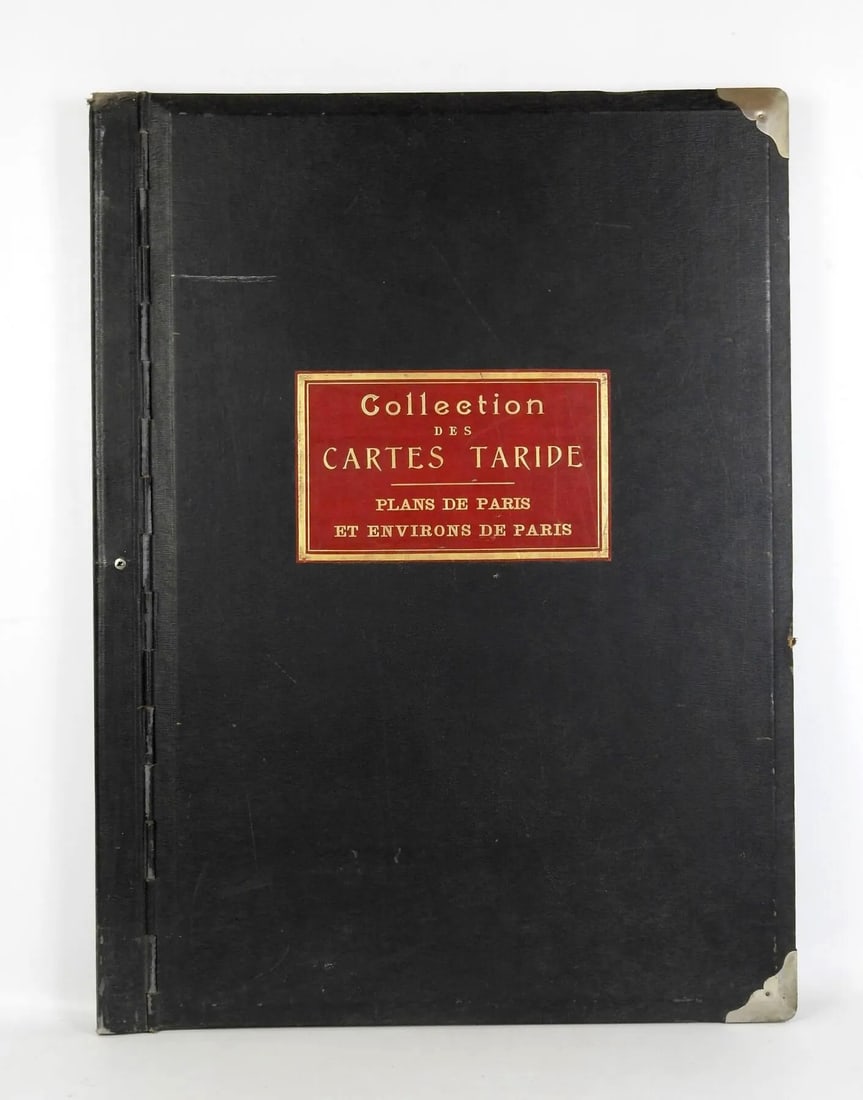 Collection
DES
CARTES TARIDE
PLANS DE PARIS
ET ENVIRONS DE PARIS